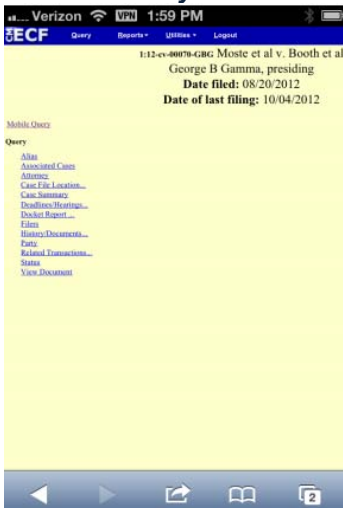 Verizon VPN 1:59 PM
ECF Query Reports Utilities Logout
1:12-cv-00070-GBG Moste et al v. Booth et al
George B Gamma, presiding
Date filed: 08/20/2012
Date of last filing: 10/04/2012
Mobile Query
Query
Alias
Associated Cases
Attorney
Case File Location...
Case Summary
Deadlines/Hearings...
Docket Report ...
Filers
History/Documents...
Party
Related Transactions...
Status
View Document
2